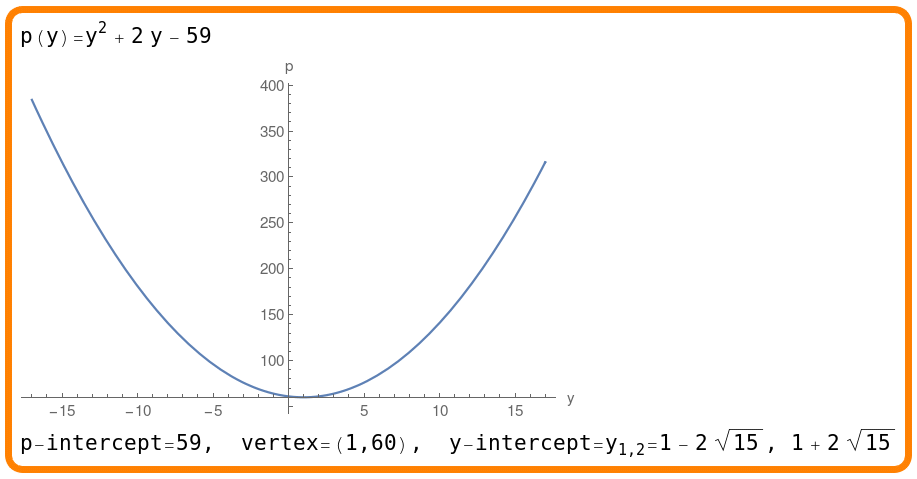 p(y)=y² + 2 y − 59
p
400
350
300
250
200
150
100
−15 −10 −5 5 10 15 y
p−intercept=59, vertex=(1,60), y−intercept=y₁,₂=1 − 2 √15, 1 + 2 √15